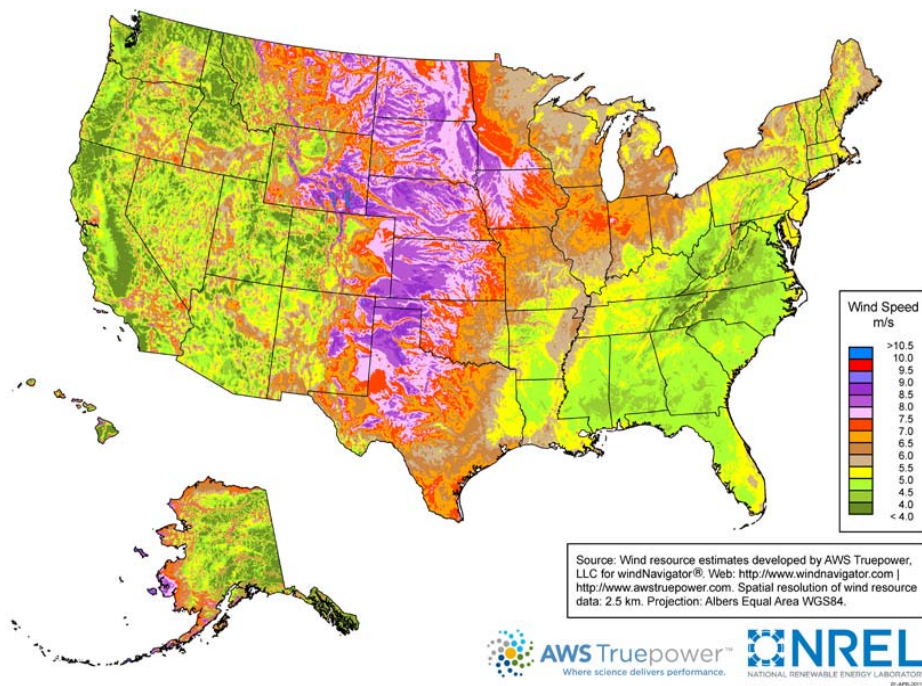 Wind Speed
m/s
>10.5
10.0
9.5
9.0
8.5
8.0
7.5
7.0
6.5
6.0
5.5
5.0
4.5
< 4.0
Source: Wind resource estimates developed by AWS Truepower,
LLC for windNavigator®. Web: http://www.windnavigator.com |
http://www.awstruepower.com. Spatial resolution of wind resource
data: 2.5 km. Projection: Albers Equal Area WGS84.
AWS Truepower™
Where science delivers performance.
NREL
NATIONAL RENEWABLE ENERGY LABORATORY